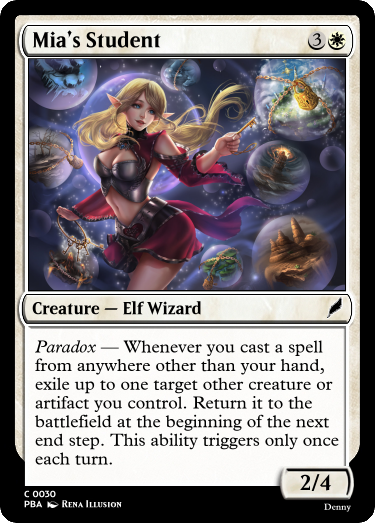 Mia's Student 3
Creature — Elf Wizard
Paradox — Whenever you cast a spell
from anywhere other than your hand,
exile up to one target other creature or
artifact you control. Return it to the
battlefield at the beginning of the next
end step. This ability triggers only once
each turn.
2/4
C 0030
PBA Rena Illusion
Denny